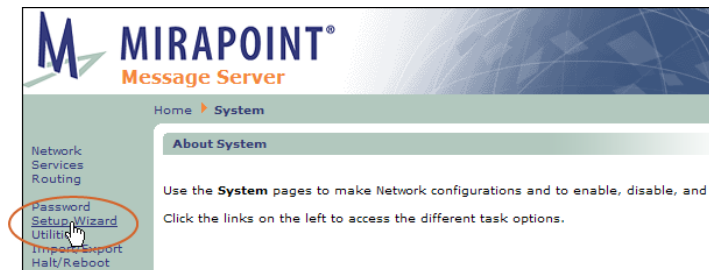 MIRAPOINT®
Message Server
Home System
About System
Network
Services
Routing
Use the System pages to make Network configurations and to enable, disable, and
Password
Setup Wizard
Click the links on the left to access the different task options.
Utilities
Import/Export
Halt/Reboot